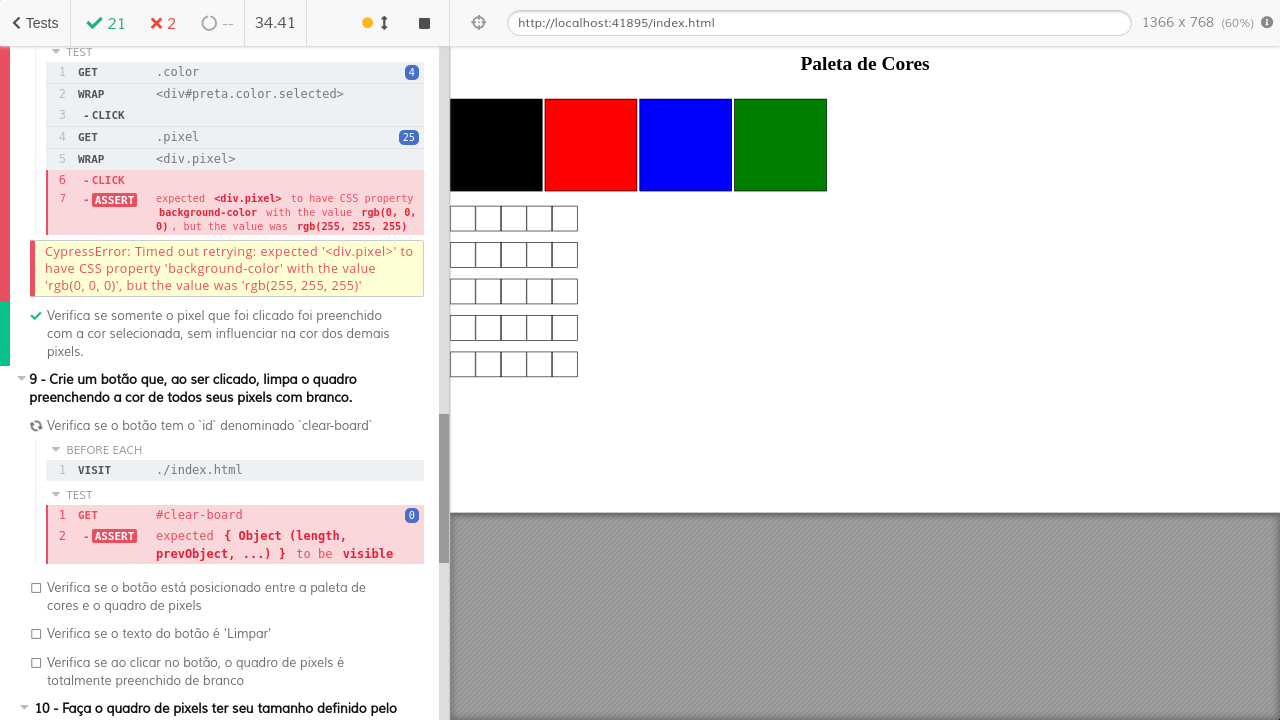 Tests 21 2 -- 34.41
http://localhost:41895/index.html 1366 x 768 (60%)
TEST
1 GET .color 4
2 WRAP <div#preta.color.selected>
3 - CLICK
4 GET .pixel 25
5 WRAP <div.pixel>
6 - CLICK
7 - ASSERT expected <div.pixel> to have CSS property
background-color with the value rgb(0, 0,
0) , but the value was rgb(255, 255, 255)
CypressError: Timed out retrying: expected '<div.pixel>' to
have CSS property 'background-color' with the value
'rgb(0, 0, 0)', but the value was 'rgb(255, 255, 255)'
Verifica se somente o pixel que foi clicado foi preenchido
com a cor selecionada, sem influenciar na cor dos demais
pixels.
9 - Crie um botão que, ao ser clicado, limpa o quadro
preenchendo a cor de todos seus pixels com branco.
Verifica se o botão tem o `id` denominado `clear-board`
BEFORE EACH
1 VISIT ./index.html
TEST
1 GET #clear-board 0
2 - ASSERT expected { Object (length,
prevObject, ...) } to be visible
Verifica se o botão está posicionado entre a paleta de
cores e o quadro de pixels
Verifica se o texto do botão é 'Limpar'
Verifica se ao clicar no botão, o quadro de pixels é
totalmente preenchido de branco
10 - Faça o quadro de pixels ter seu tamanho definido pelo
Paleta de Cores